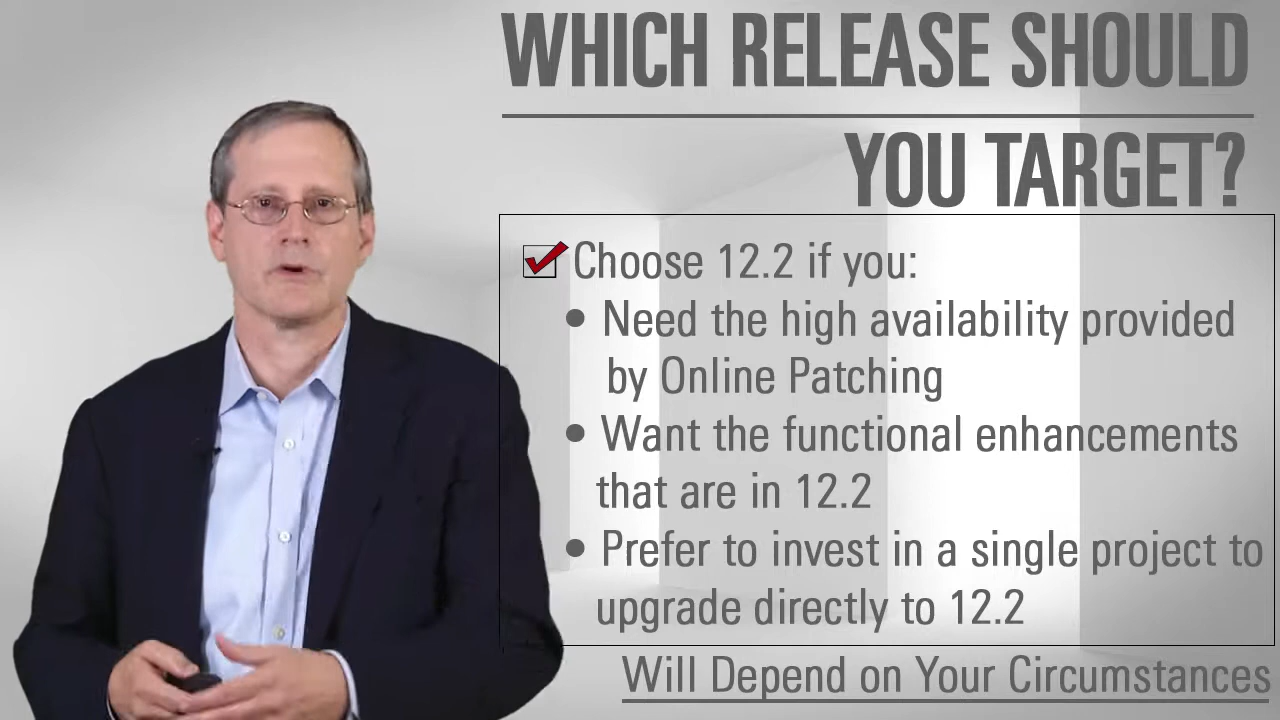 WHICH RELEASE SHOULD
YOU TARGET?
Choose 12.2 if you:
• Need the high availability provided
by Online Patching
• Want the functional enhancements
that are in 12.2
• Prefer to invest in a single project to
upgrade directly to 12.2
Will Depend on Your Circumstances